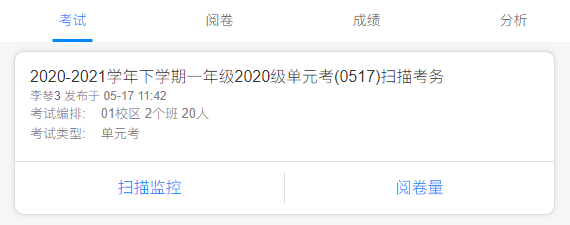 考试 阅卷 成绩 分析
2020-2021学年下学期一年级2020级单元考(0517)扫描考务
李琴3 发布于 05-17 11:42
考试编排: 01校区 2个班 20人
考试类型: 单元考
扫描监控 阅卷量